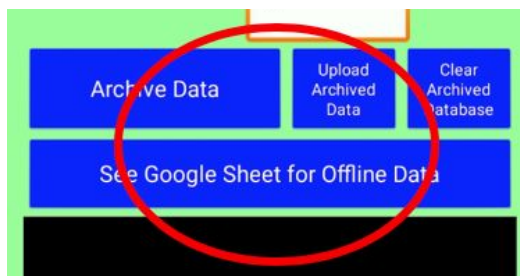 Archive Data
Upload
Archived
Data
Clear
Archived
Database
See Google Sheet for Offline Data